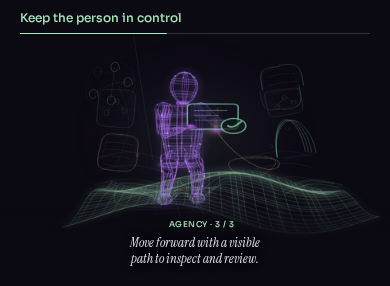 Keep the person in control
AGENCY · 3 / 3
Move forward with a visible
path to inspect and review.